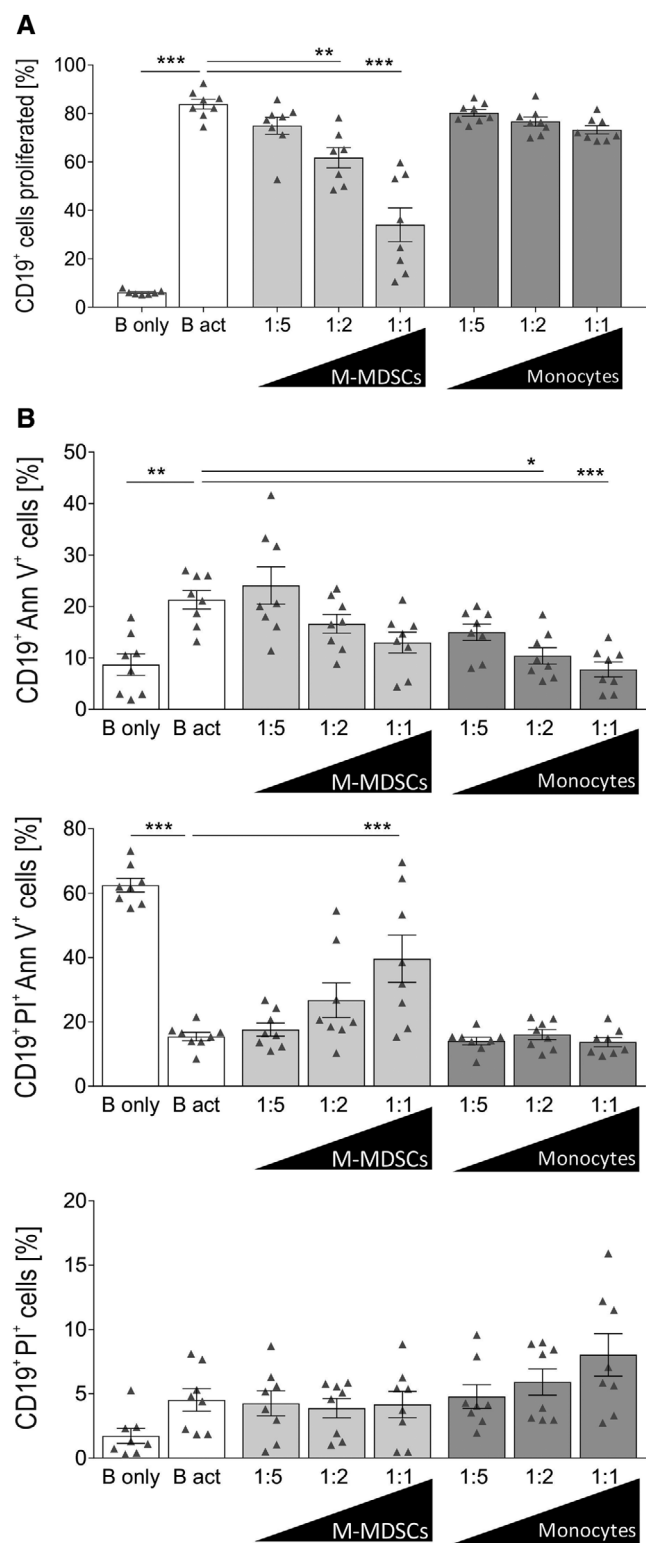 A
CD19+ cells proliferated [%]
*** ** ***
100
80
60
40
20
0
B only B act 1:5 1:2 1:1 1:5 1:2 1:1
M-MDSCs Monocytes
B
CD19+ Ann V+ cells [%]
** * ***
50
40
30
20
10
0
B only B act 1:5 1:2 1:1 1:5 1:2 1:1
M-MDSCs Monocytes
CD19+PI+Ann V+ cells [%]
*** ***
80
60
40
20
0
B only B act 1:5 1:2 1:1 1:5 1:2 1:1
M-MDSCs Monocytes
CD19+PI+ cells [%]
20
15
10
5
0
B only B act 1:5 1:2 1:1 1:5 1:2 1:1
M-MDSCs Monocytes